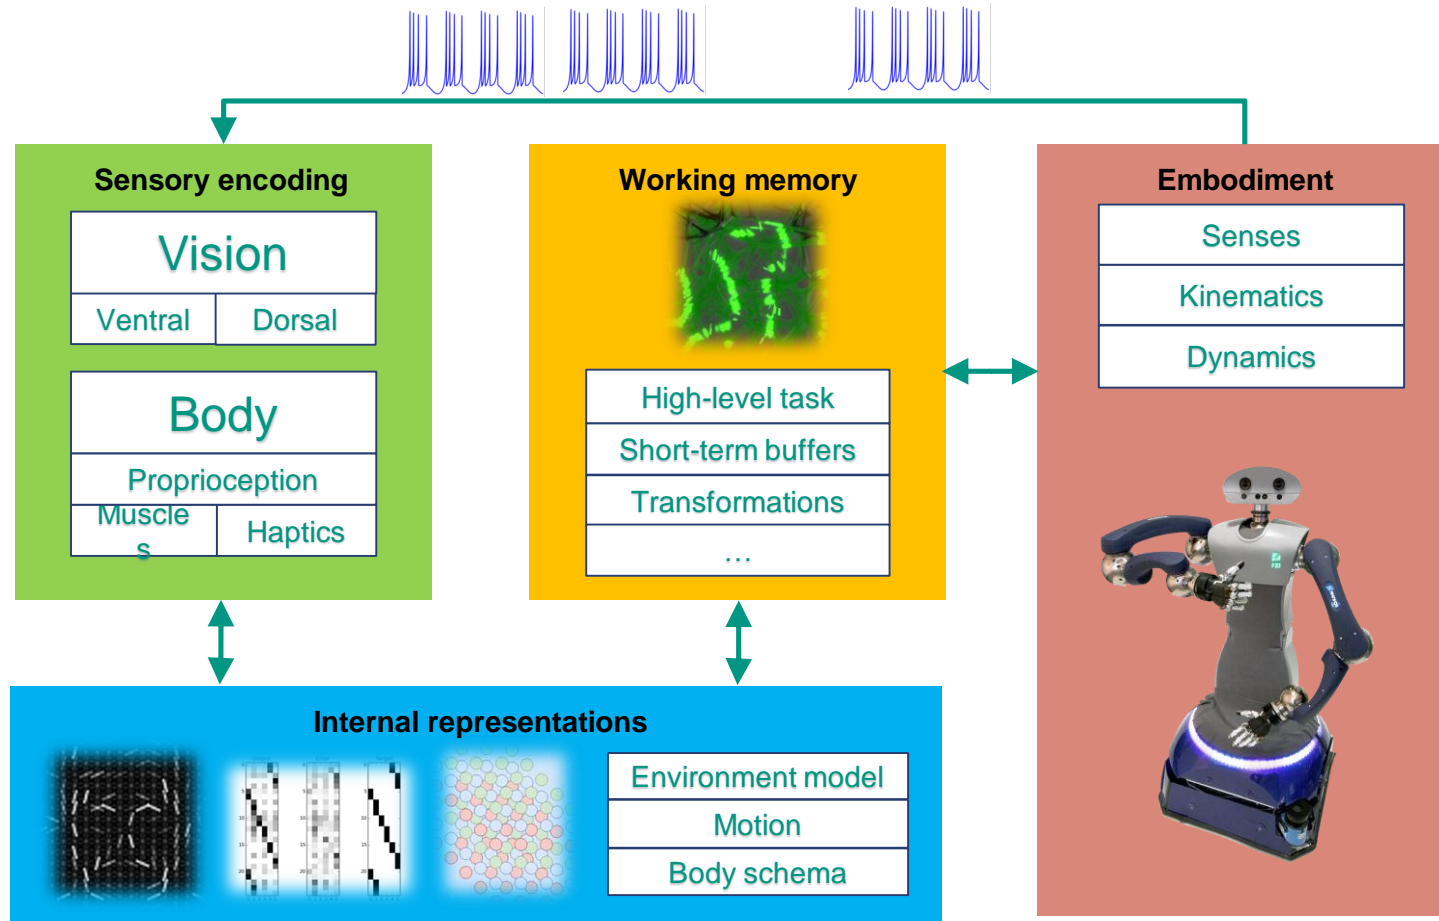 Sensory encoding
Vision
Ventral
Dorsal
Body
Proprioception
Muscle
s
Haptics
Working memory
High-level task
Short-term buffers
Transformations
…
Embodiment
Senses
Kinematics
Dynamics
FZI
Internal representations
Environment model
Motion
Body schema